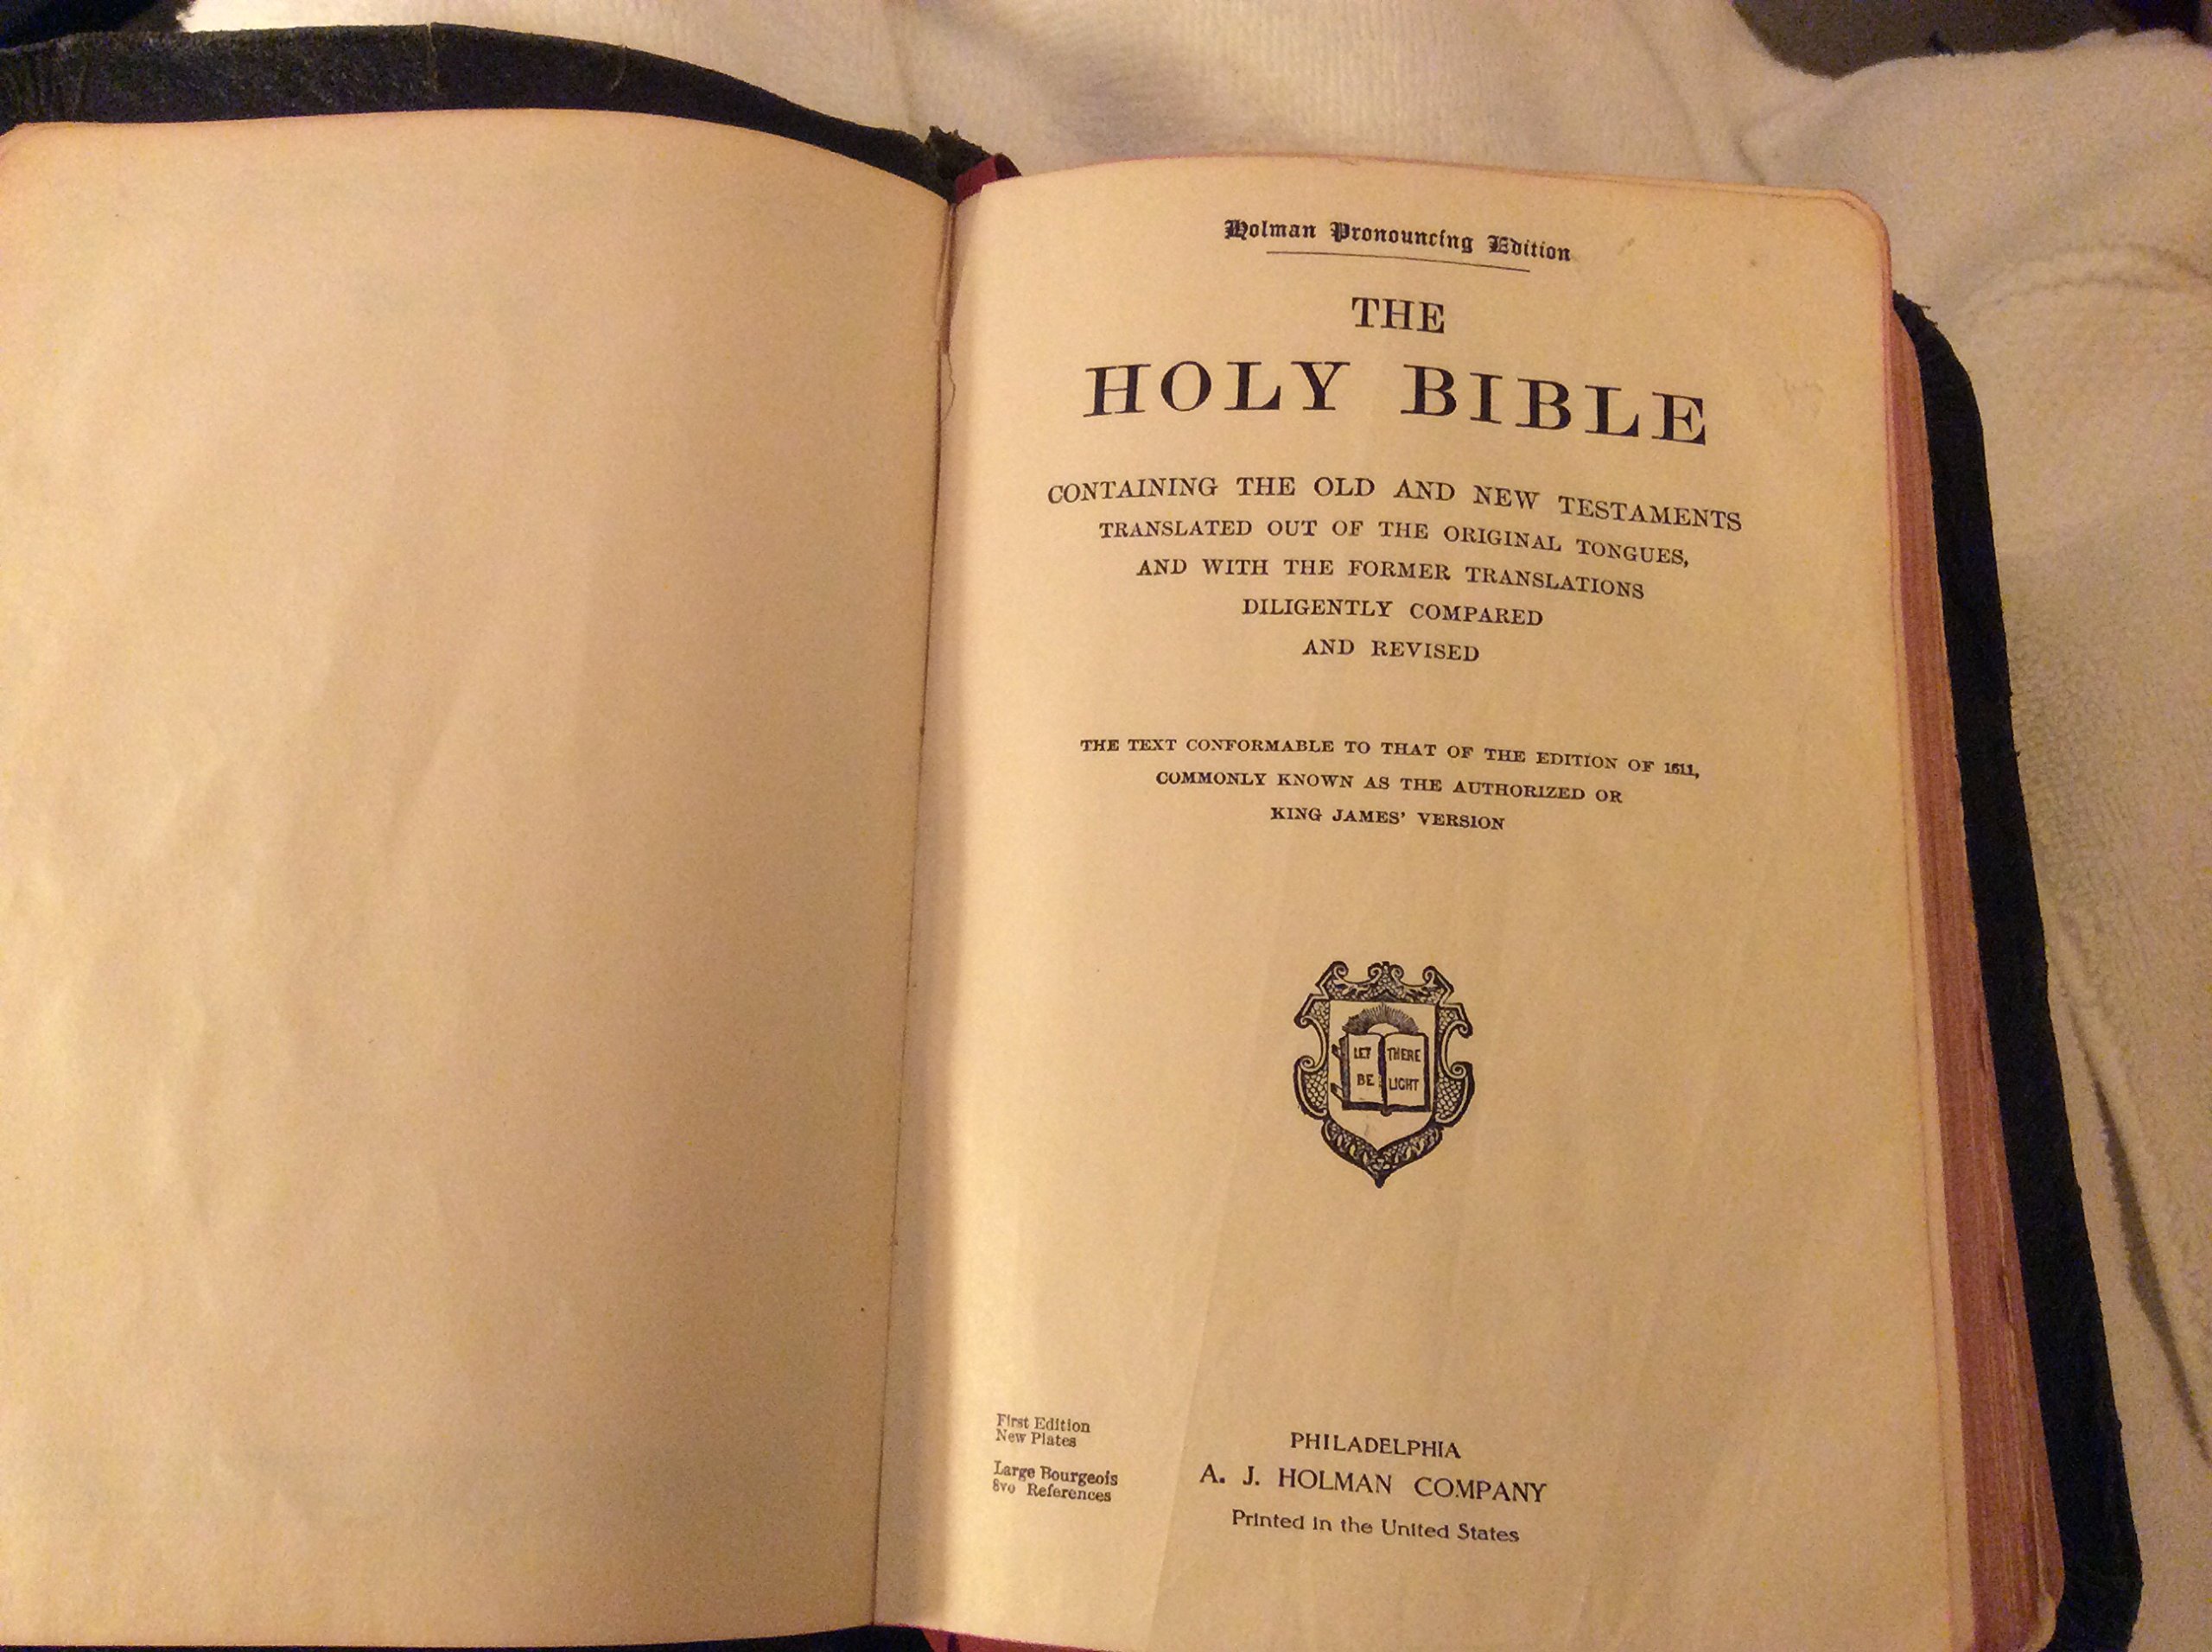 Holman Pronouncing Edition
THE
HOLY BIBLE
CONTAINING THE OLD AND NEW TESTAMENTS
TRANSLATED OUT OF THE ORIGINAL TONGUES,
AND WITH THE FORMER TRANSLATIONS
DILIGENTLY COMPARED
AND REVISED
THE TEXT CONFORMABLE TO THAT OF THE EDITION OF 1611,
COMMONLY KNOWN AS THE AUTHORIZED OR
KING JAMES' VERSION
LET THERE
BE LIGHT
First Edition
New Plates
Large Bourgeois
8vo References
PHILADELPHIA
A. J. HOLMAN COMPANY
Printed in the United States